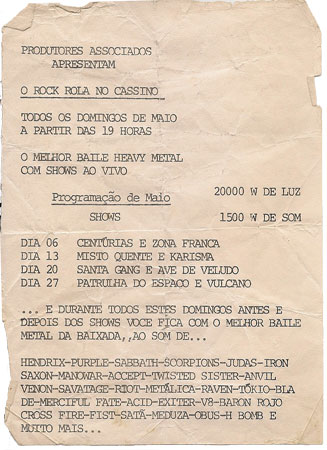 PRODUTORES ASSOCIADOS
APRESENTAM
O ROCK ROLA NO CASSINO
TODOS OS DOMINGOS DE MAIO
A PARTIR DAS 19 HORAS
O MELHOR BAILE HEAVY METAL
COM SHOWS AO VIVO
Programação de Maio 20000 W DE LUZ
SHOWS 1500 W DE SOM
DIA 06 CENTÚRIAS E ZONA FRANCA
DIA 13 MISTO QUENTE E KARISMA
DIA 20 SANTA GANG E AVE DE VELUDO
DIA 27 PATRULHA DO ESPAÇO E VULCANO
... E DURANTE TODOS ESTES DOMINGOS ANTES E
DEPOIS DOS SHOWS VOCE FICA COM O MELHOR BAILE
METAL DA BAIXADA,,AO SOM DE...
HENDRIX-PURPLE-SABBATH-SCORPIONS-JUDAS-IRON
SAXON-MANOWAR-ACCEPT-TWISTED SISTER-ANVIL
VENON-SAVATAGE-RIOT-METÁLICA-RAVEN-TÓKIO-BLA
DE-MERCIFUL FATE-ACID-EXITER-V8-BARON ROJO
CROSS FIRE-FIST-SATÃ-MEDUZA-OBUS-H BOMB E
MUITO MAIS...